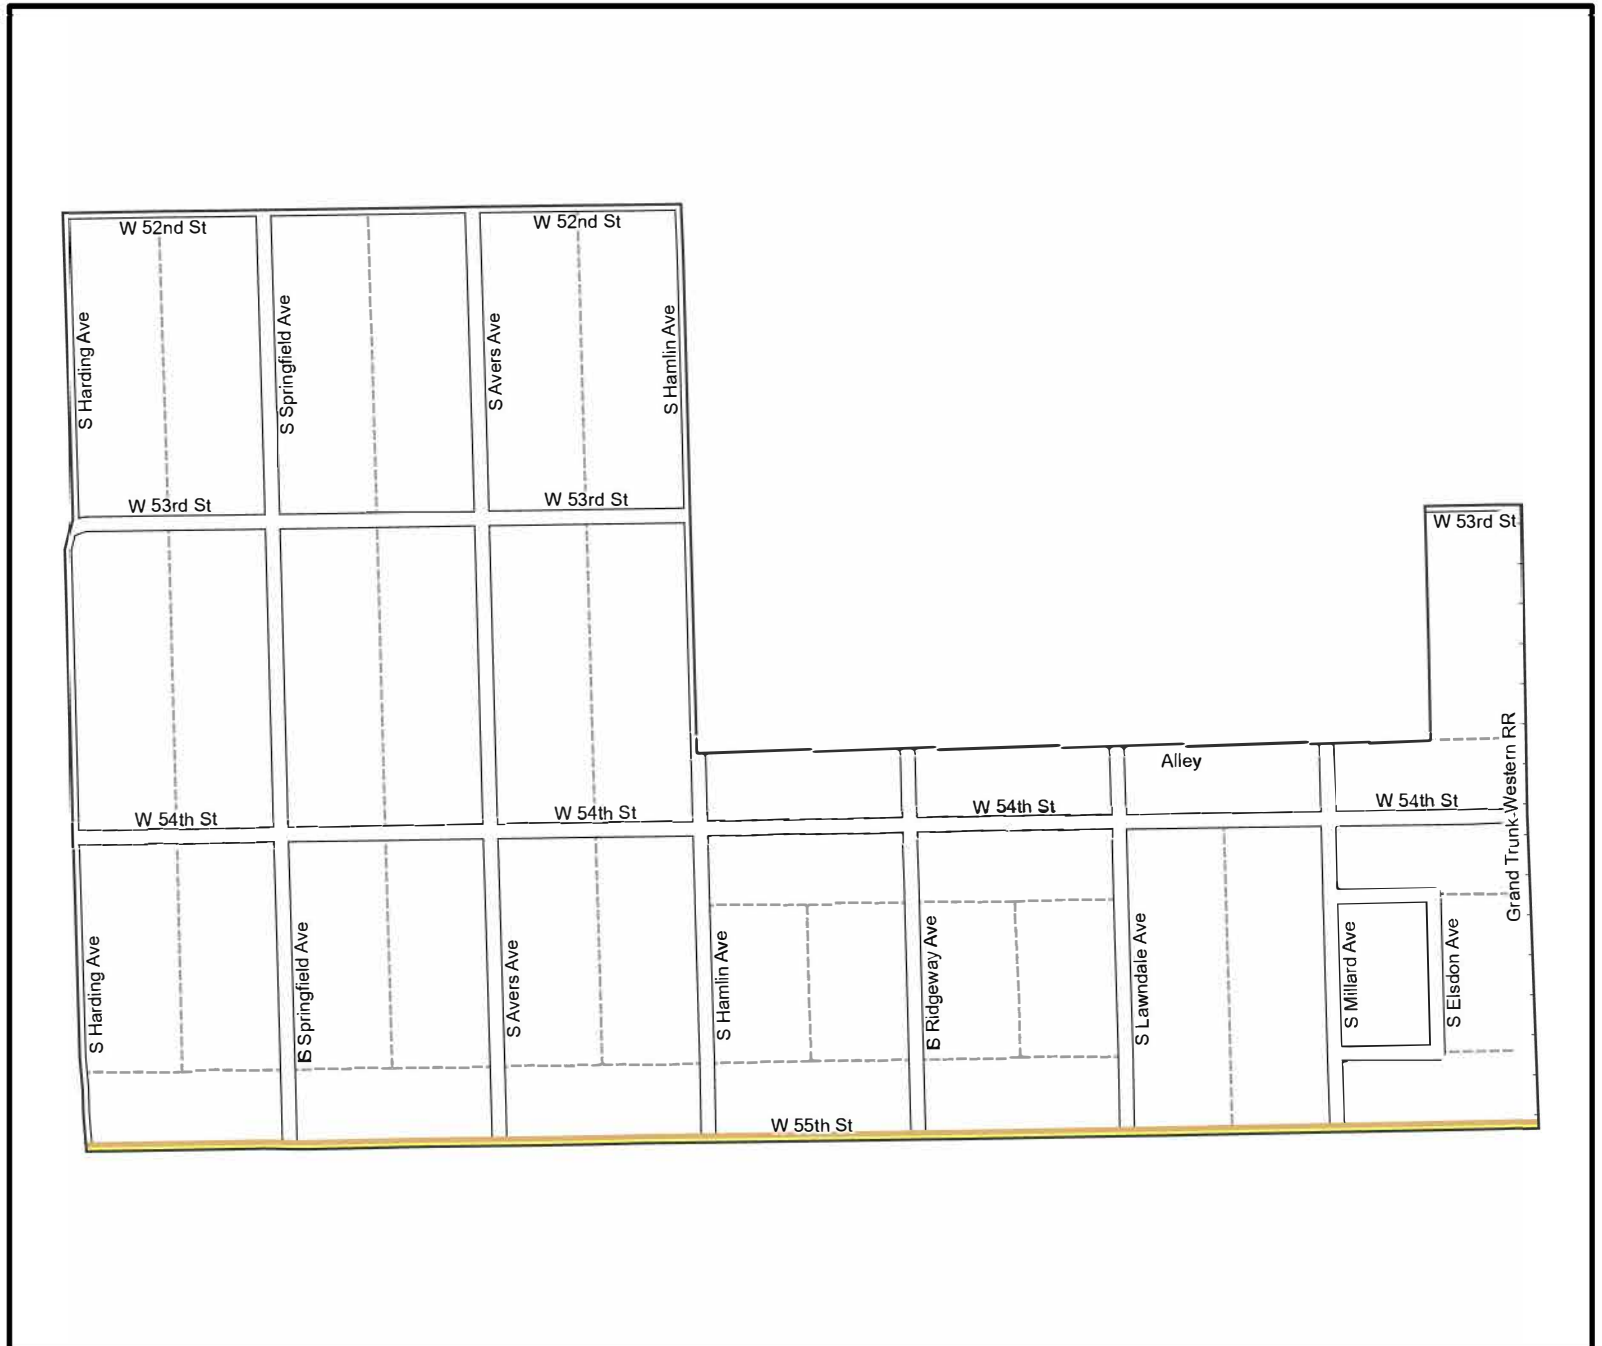 W 52nd St
W 52nd St
S Harding Ave
S Springfield Ave
S Avers Ave
S Hamlin Ave
W 53rd St
W 53rd St
W 53rd St
Alley
W 54th St
W 54th St
W 54th St
W 54th St
Grand Trunk-Western RR
S Harding Ave
S Springfield Ave
S Avers Ave
S Hamlin Ave
S Ridgeway Ave
S Lawndale Ave
S Millard Ave
S Elsdon Ave
W 55th St